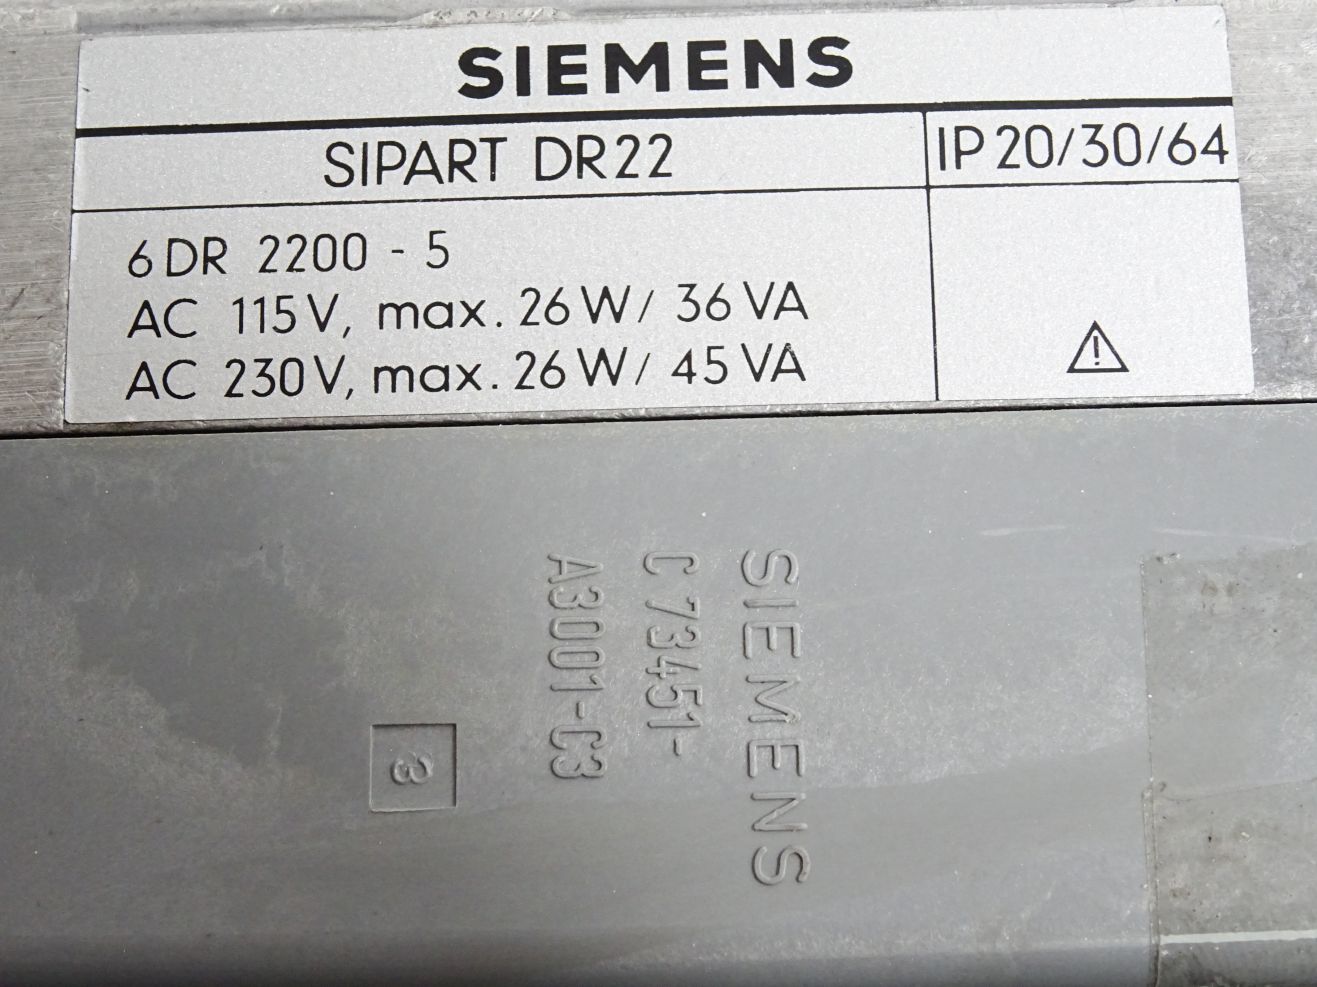 SIEMENS
SIPART DR22
IP 20/30/64
6 DR 2200 - 5
AC 115 V, max. 26 W/ 36 VA
AC 230 V, max. 26 W/ 45 VA
SIEMENS
C 73451-
A3001-C3
3